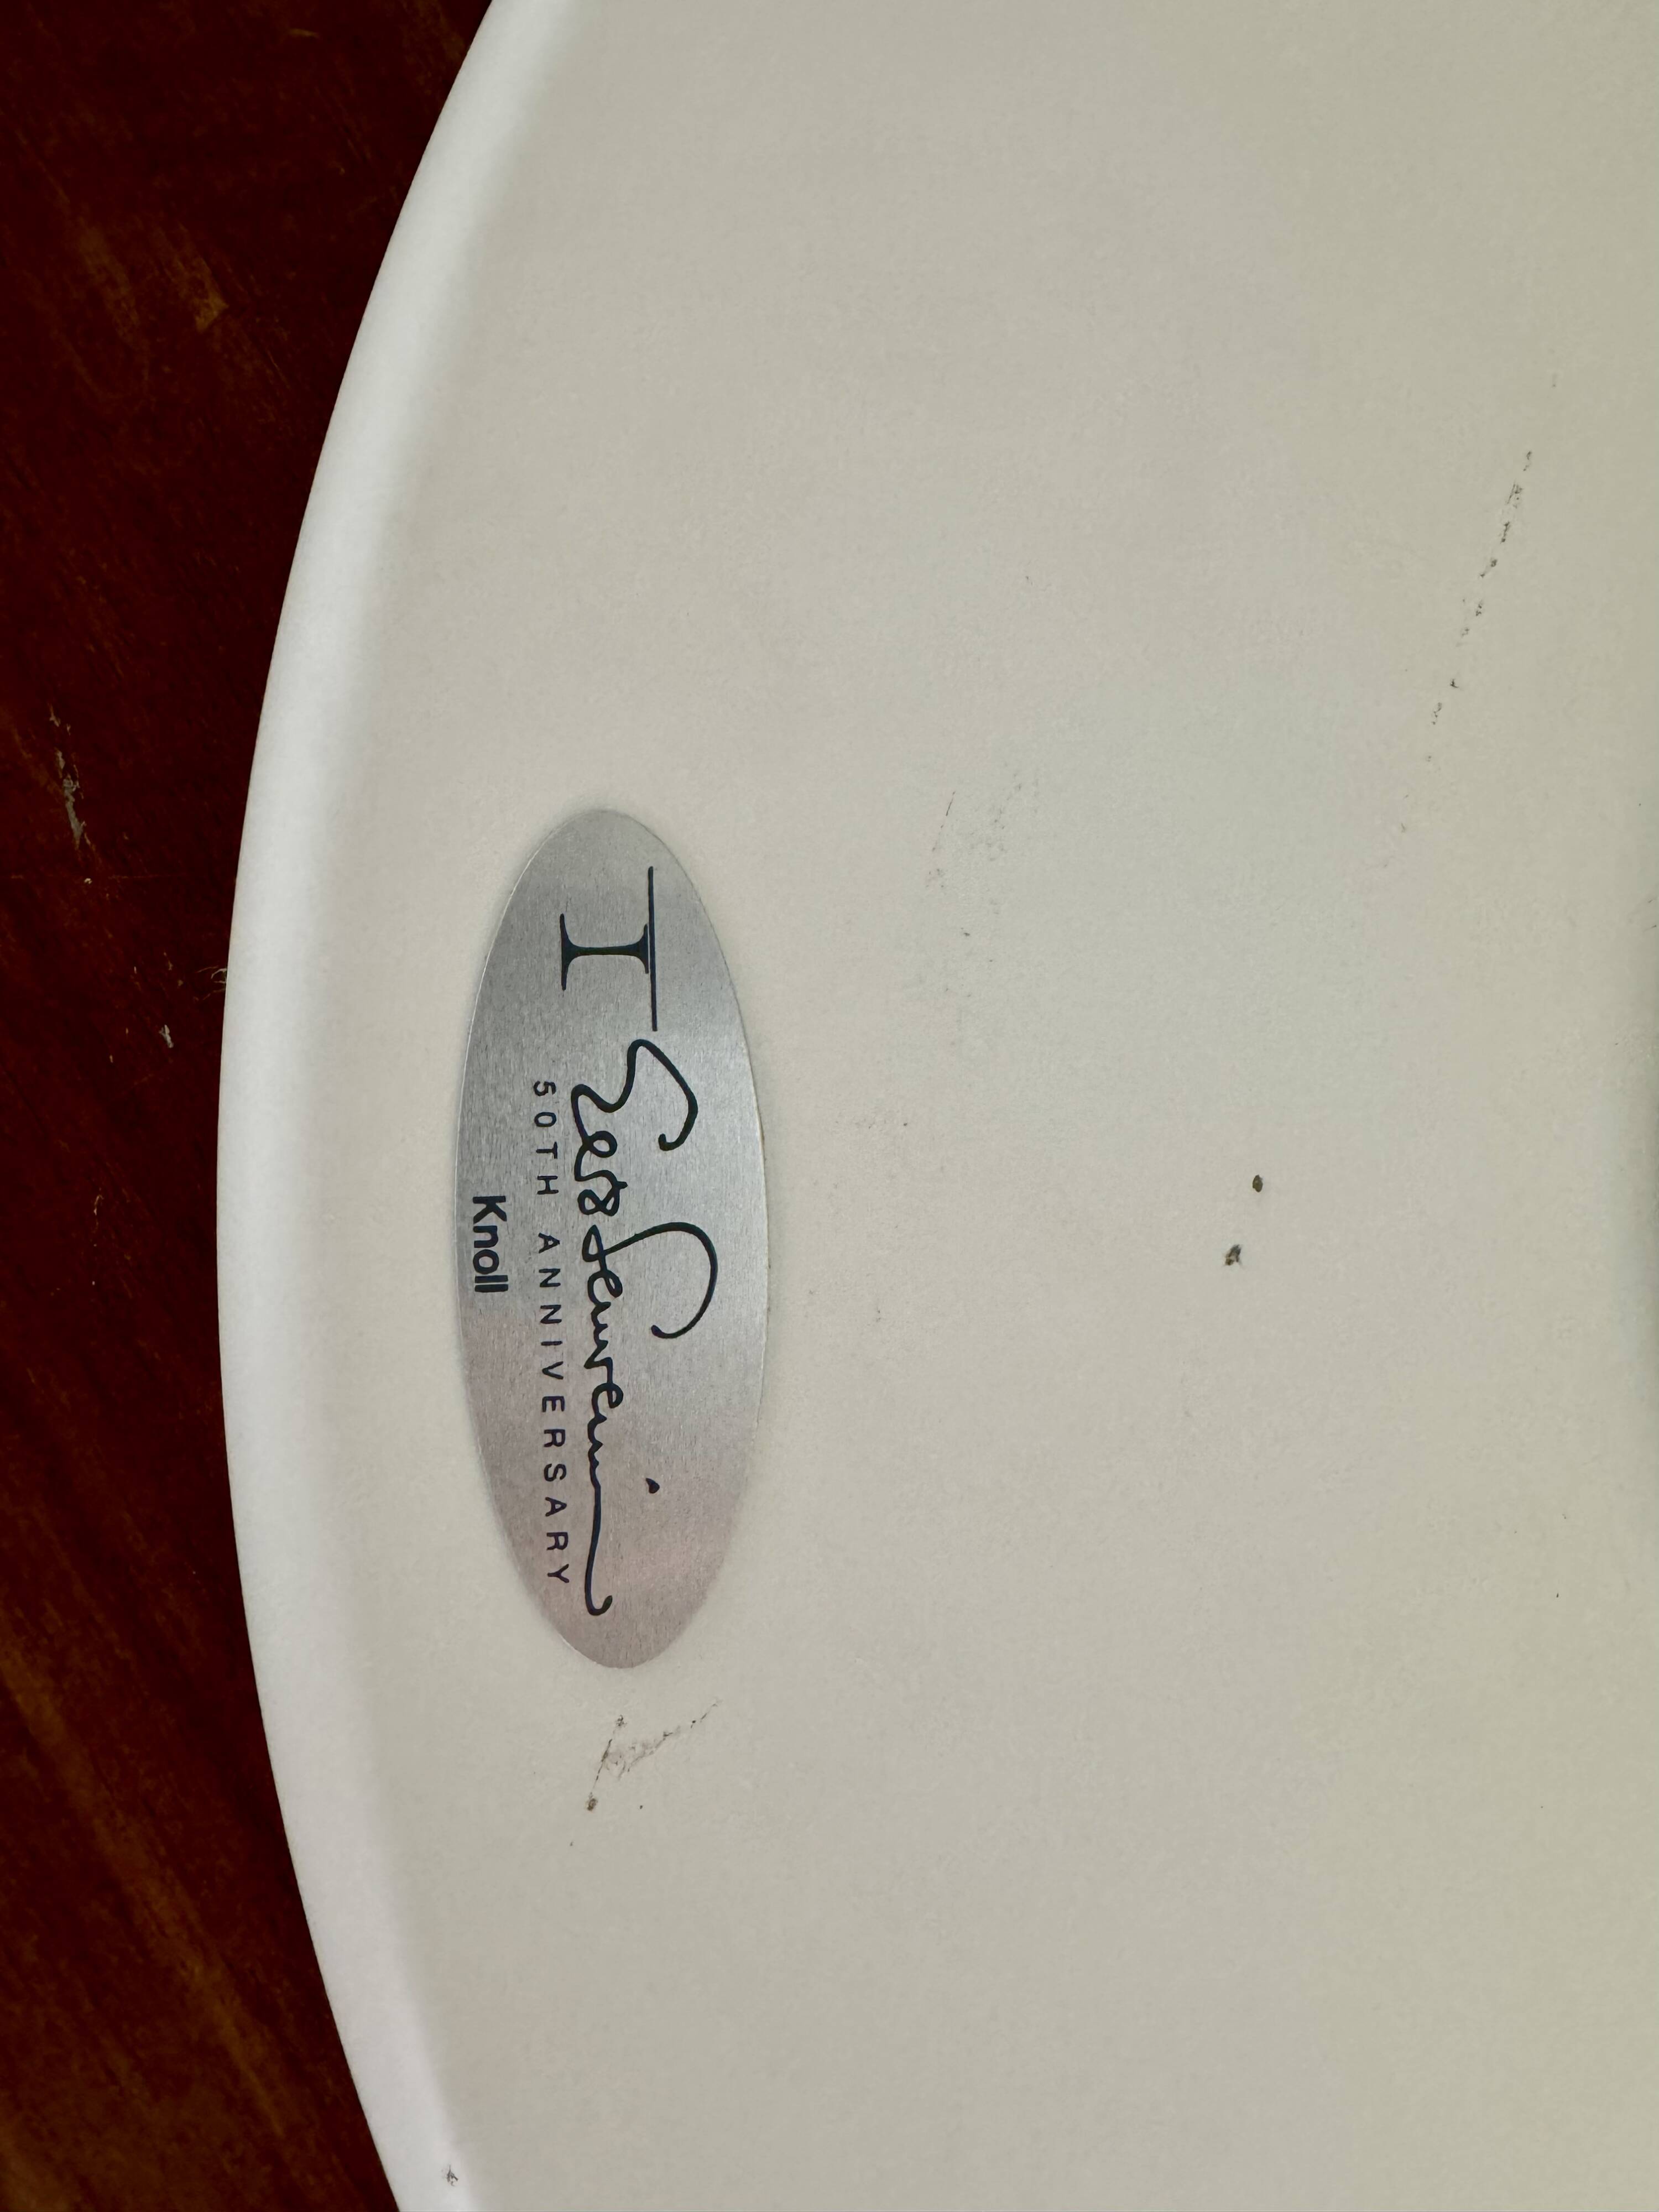 Eero Saarinen
50TH ANNIVERSARY
Knoll